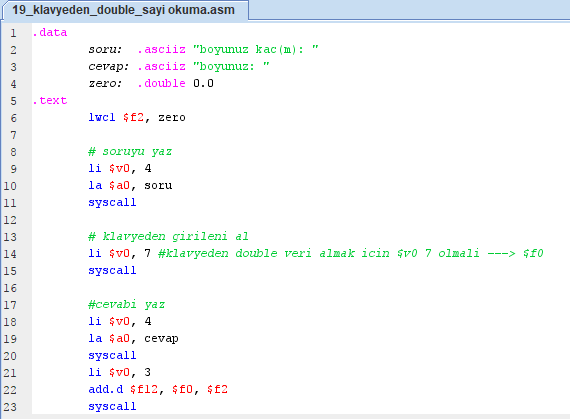 19_klavyeden_double_sayi okuma.asm
1 .data
2 soru: .asciiz "boyunuz kac(m): "
3 cevap: .asciiz "boyunuz: "
4 zero: .double 0.0
5 .text
6 lwc1 $f2, zero
7
8 # soruyu yaz
9 li $v0, 4
10 la $a0, soru
11 syscall
12
13 # klavyeden girileni al
14 li $v0, 7 #klavyeden double veri almak icin $v0 7 olmali ---> $f0
15 syscall
16
17 #cevabi yaz
18 li $v0, 4
19 la $a0, cevap
20 syscall
21 li $v0, 3
22 add.d $f12, $f0, $f2
23 syscall